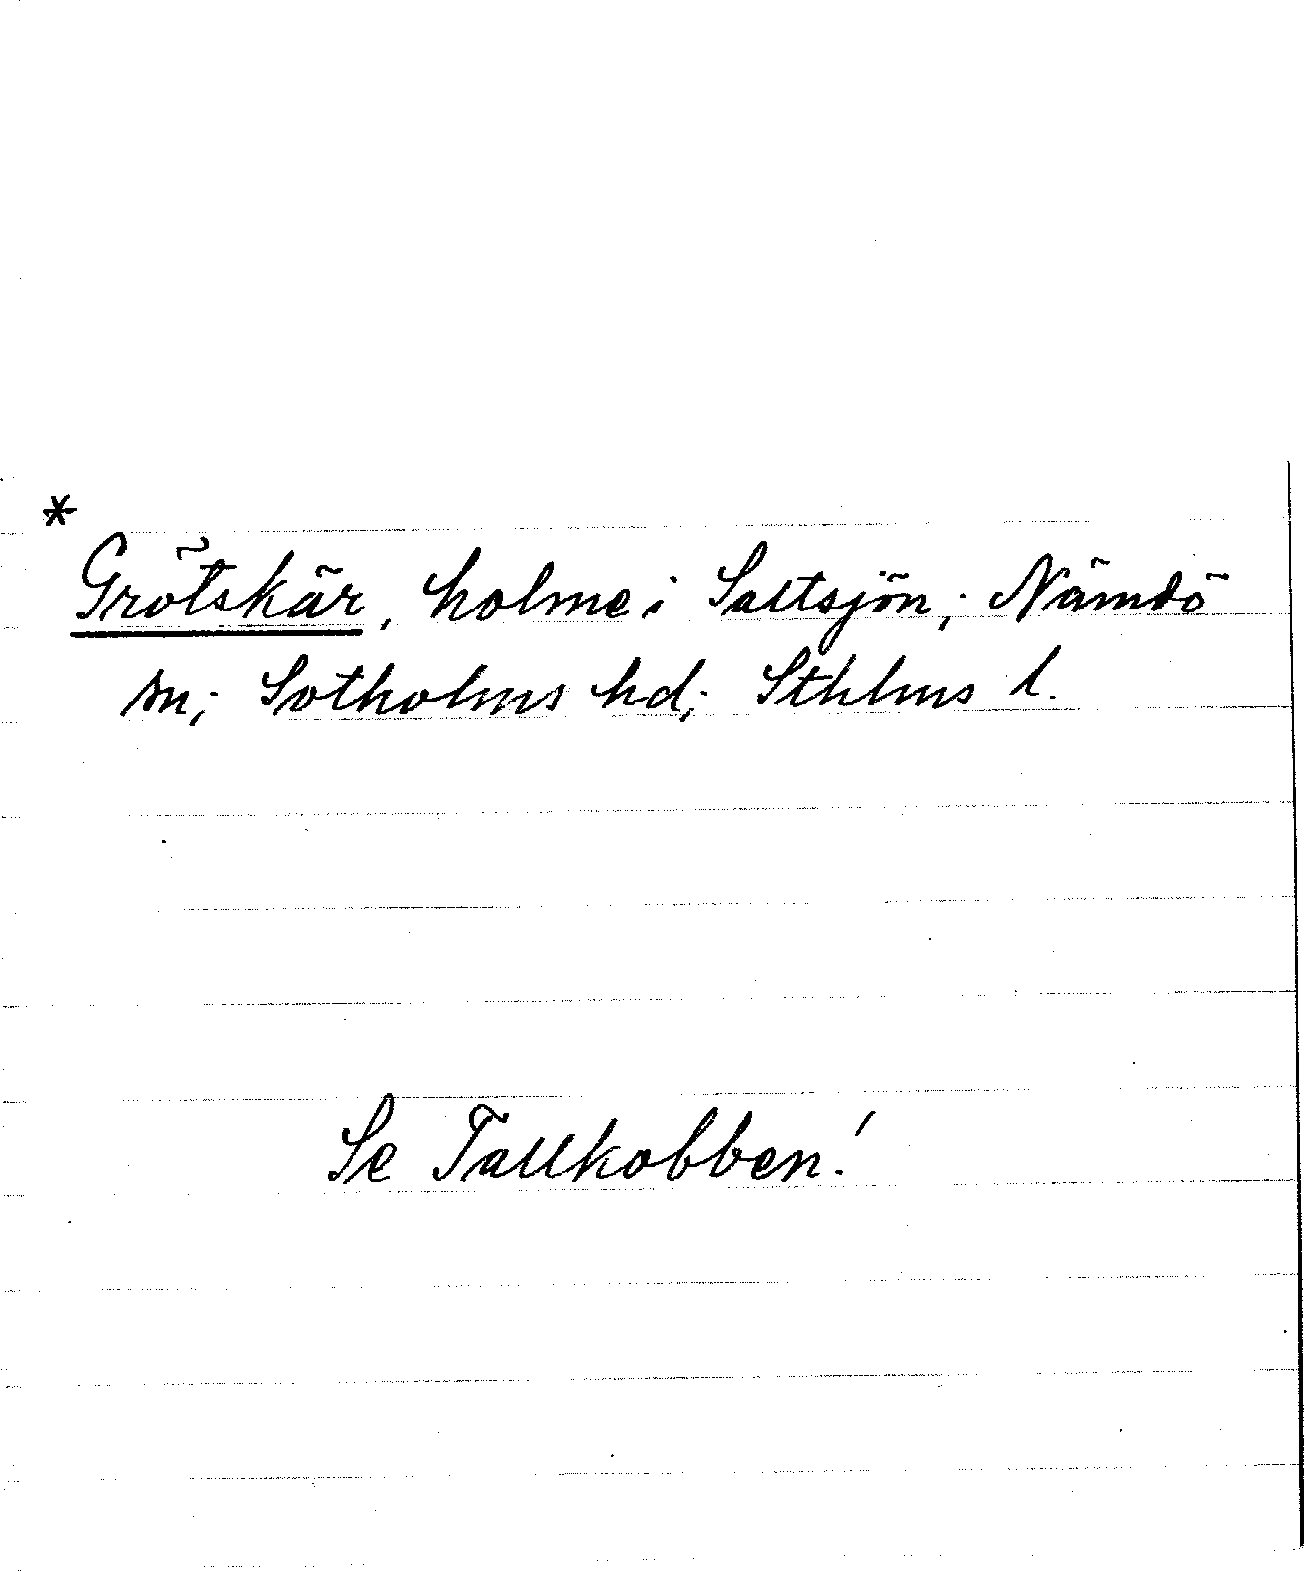 *
Grötskär, holme i Saltsjön; Nämdö
sn; Sotholms hd; Sthlms l.
Se Tallkobben!